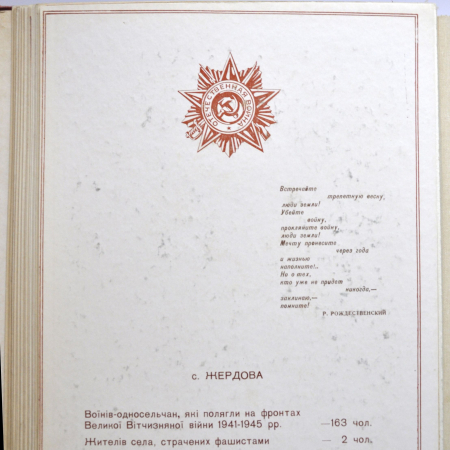 ОТЕЧЕСТВЕННАЯ ВОЙНА
Встречайте
трепетную весну,
люди земли!
Убейте
войну,
прокляните войну,
люди земли!
Мечту пронесите
через года
и жизнью
наполните!..
Но о тех,
кто уже не придет
никогда,—
заклинаю,—
помните!
Р. РОЖДЕСТВЕНСКИЙ
с. ЖЕРДОВА
Воїнів-односельчан, які полягли на фронтах
Великої Вітчизняної війни 1941-1945 рр. —163 чол.
Жителів села, страчених фашистами — 2 чол,